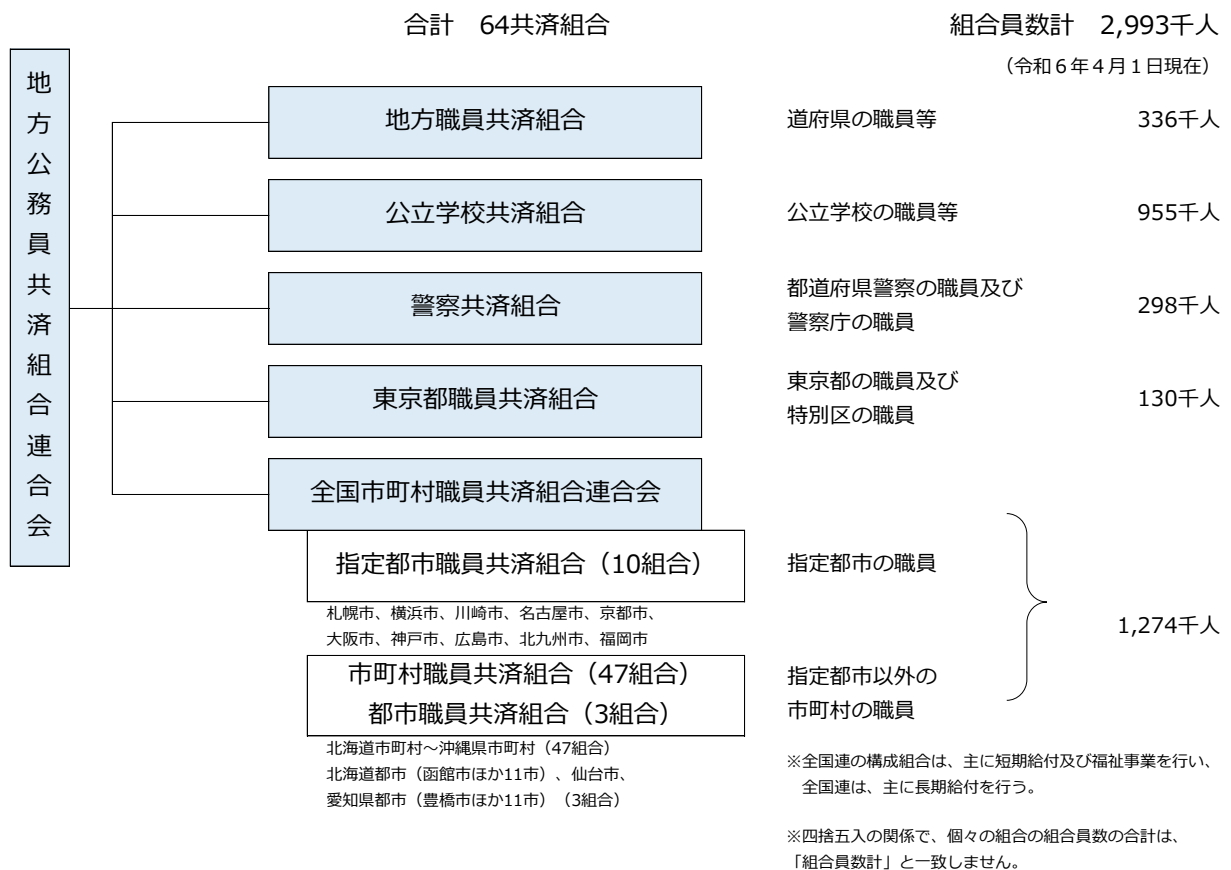 合計　64共済組合
組合員数計　2,993千人
（令和６年４月１日現在）
地方公務員共済組合連合会
地方職員共済組合
道府県の職員等
336千人
公立学校共済組合
公立学校の職員等
955千人
警察共済組合
都道府県警察の職員及び
警察庁の職員
298千人
東京都職員共済組合
東京都の職員及び
特別区の職員
130千人
全国市町村職員共済組合連合会
指定都市職員共済組合（10組合）
指定都市の職員
札幌市、横浜市、川崎市、名古屋市、京都市、
大阪市、神戸市、広島市、北九州市、福岡市
1,274千人
市町村職員共済組合（47組合）
都市職員共済組合（3組合）
指定都市以外の
市町村の職員
北海道市町村～沖縄県市町村（47組合）
北海道都市（函館市ほか11市）、仙台市、
愛知県都市（豊橋市ほか11市）（3組合）
※全国連の構成組合は、主に短期給付及び福祉事業を行い、
全国連は、主に長期給付を行う。
※四捨五入の関係で、個々の組合の組合員数の合計は、
「組合員数計」と一致しません。